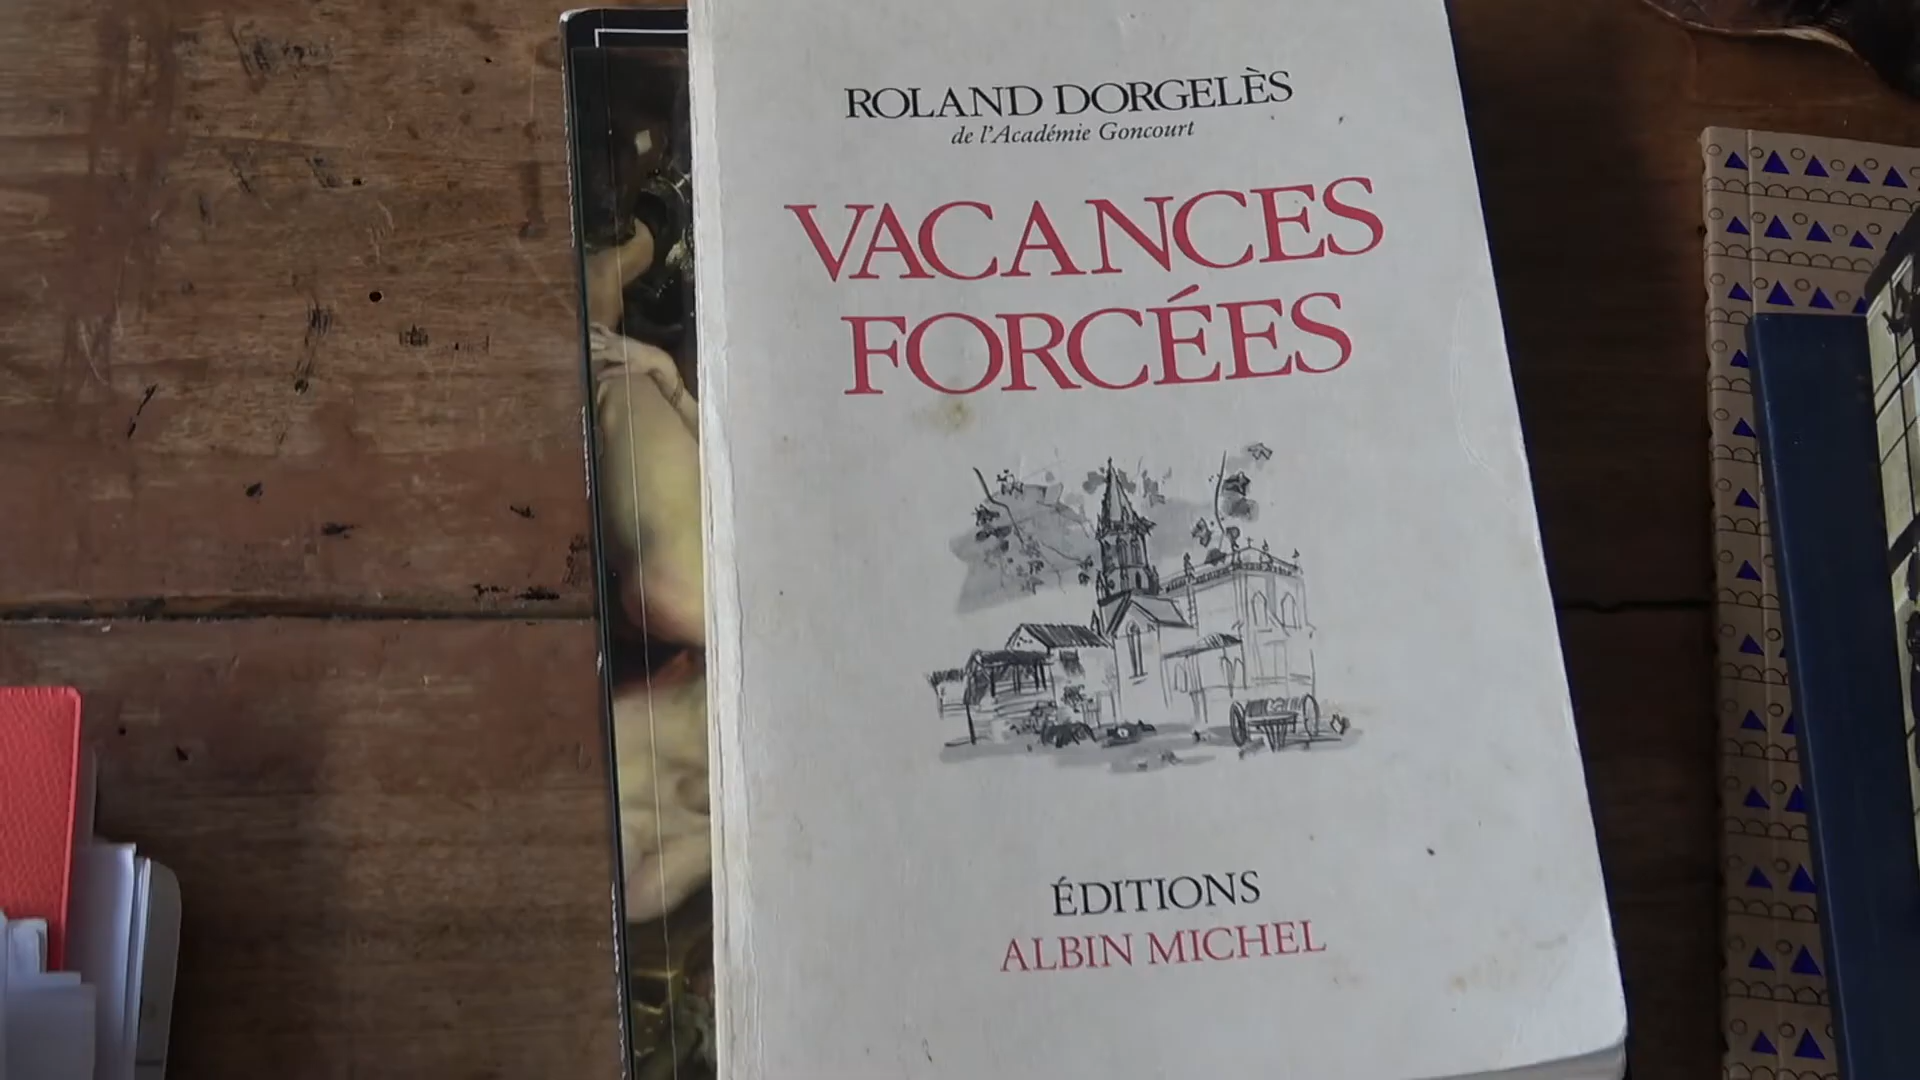 ROLAND DORGELÈS
de l'Académie Goncourt
VACANCES
FORCÉES
ÉDITIONS
ALBIN MICHEL